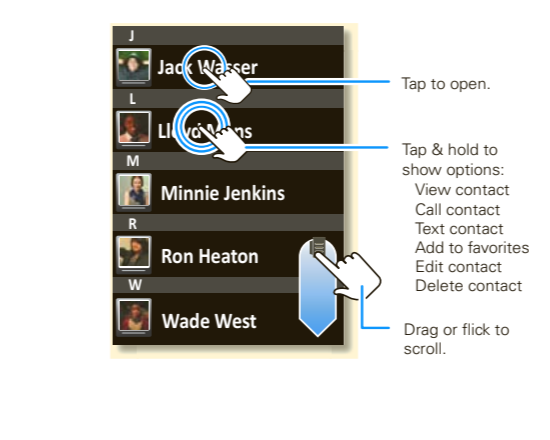 J
Jack Wasser
Tap to open.
L
Tap & hold to
show options:
View contact
Call contact
Text contact
Add to favorites
Edit contact
Delete contact
M
Minnie Jenkins
R
Ron Heaton
W
Wade West
Drag or flick to
scroll.